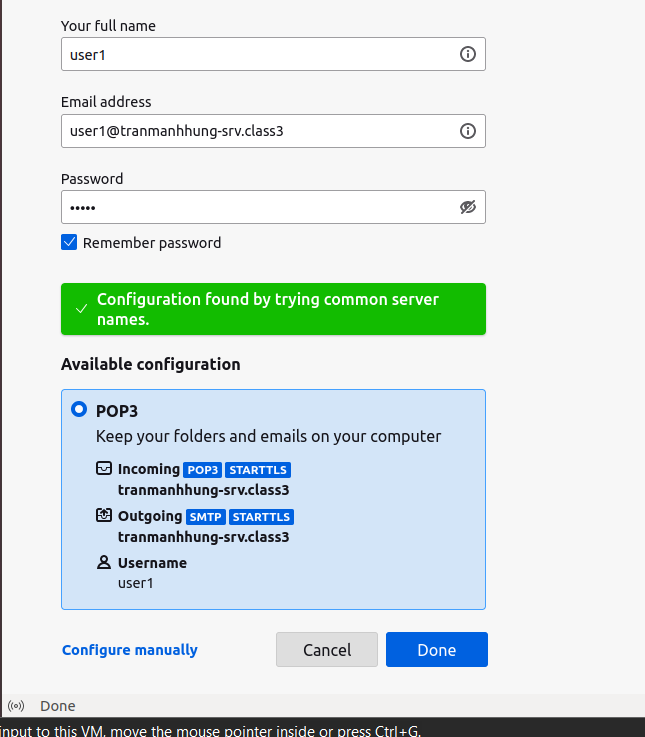 Your full name
user1
Email address
user1@tranmanhhung-srv.class3
Password
•••••
Remember password
Configuration found by trying common server
names.
Available configuration
POP3
Keep your folders and emails on your computer
Incoming POP3 STARTTLS
tranmanhhung-srv.class3
Outgoing SMTP STARTTLS
tranmanhhung-srv.class3
Username
user1
Configure manually Cancel Done
Done
input to this VM, move the mouse pointer inside or press Ctrl+G.